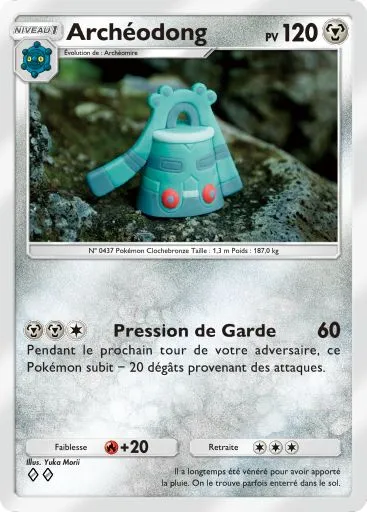 NIVEAU 1
Archéodong
PV 120
Évolution de : Archéomire
N° 0437 Pokémon Clochebronze Taille : 1,3 m Poids : 187,0 kg
Pression de Garde 60
Pendant le prochain tour de votre adversaire, ce
Pokémon subit − 20 dégâts provenant des attaques.
Faiblesse +20 Retraite
Illus. Yuka Morii
Il a longtemps été vénéré pour avoir apporté
la pluie. On le trouve parfois enterré dans le sol.